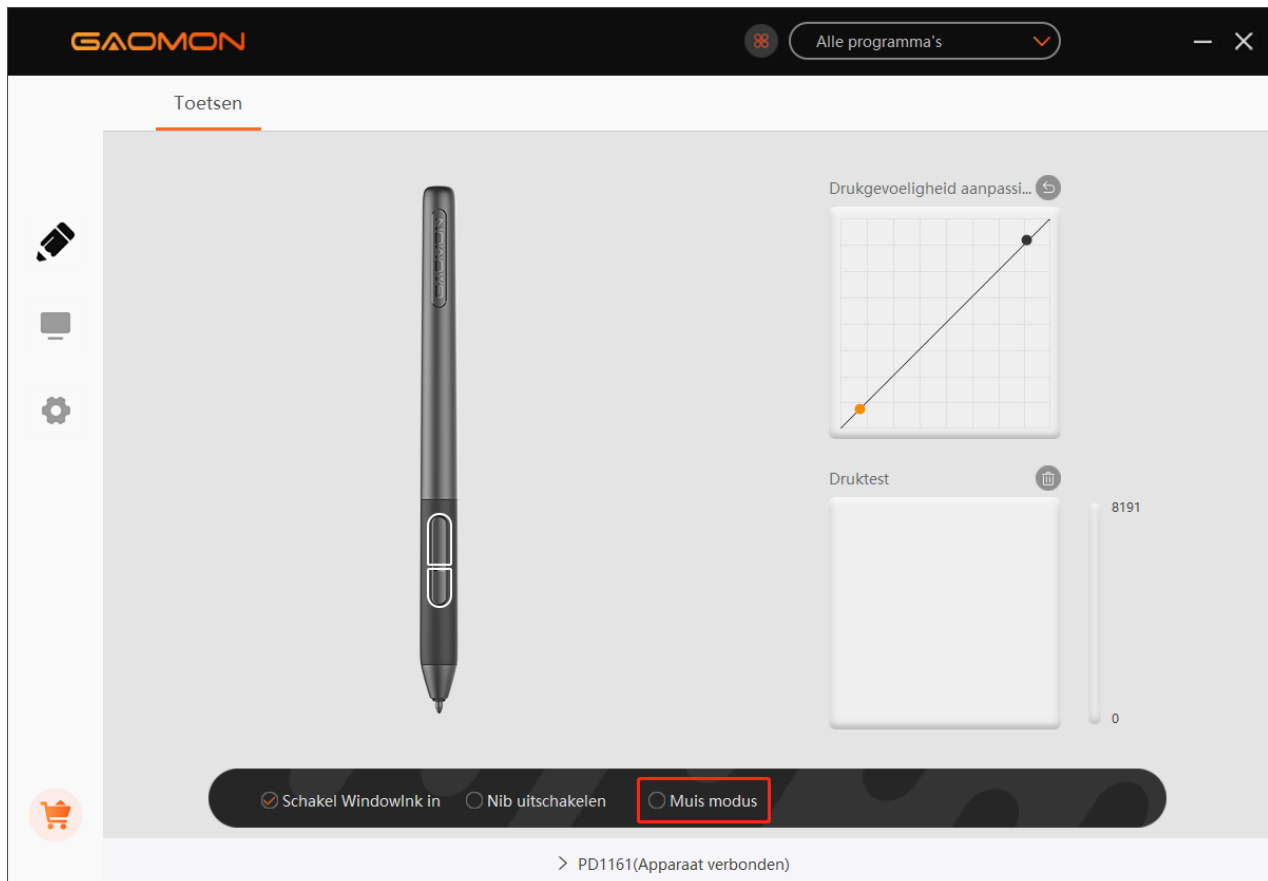 GAOMON
Alle programma's
Toetsen
Drukgevoeligheid aanpassi...
GAOMON
Druktest
8191
0
Schakel WindowInk in
Nib uitschakelen
Muis modus
PD1161(Apparaat verbonden)